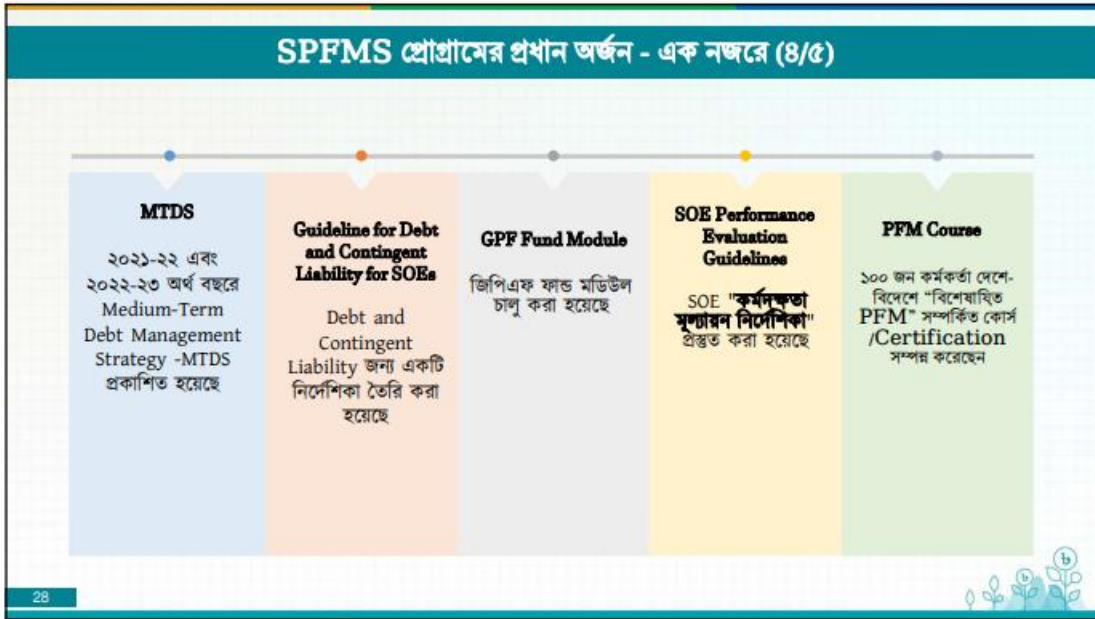 SPFMS প্রোগ্রামের প্রধান অর্জন - এক নজরে (৪/৫)
MTDS
২০২১-২২ এবং
২০২২-২৩ অর্থ বছরে
Medium-Term
Debt Management
Strategy -MTDS
প্রকাশিত হয়েছে
Guideline for Debt
and Contingent
Liability for SOEs
Debt and
Contingent
Liability জন্য একটি
নির্দেশিকা তৈরি করা
হয়েছে
GPF Fund Module
জিপিএফ ফান্ড মডিউল
চালু করা হয়েছে
SOE Performance
Evaluation
Guidelines
SOE "কর্মদক্ষতা
মূল্যায়ন নির্দেশিকা"
প্রস্তুত করা হয়েছে
PFM Course
১০০ জন কর্মকর্তা দেশে-
বিদেশে “বিশেষায়িত
PFM” সম্পর্কিত কোর্স
/Certification
সম্পন্ন করেছেন
28
৳
৳
৳